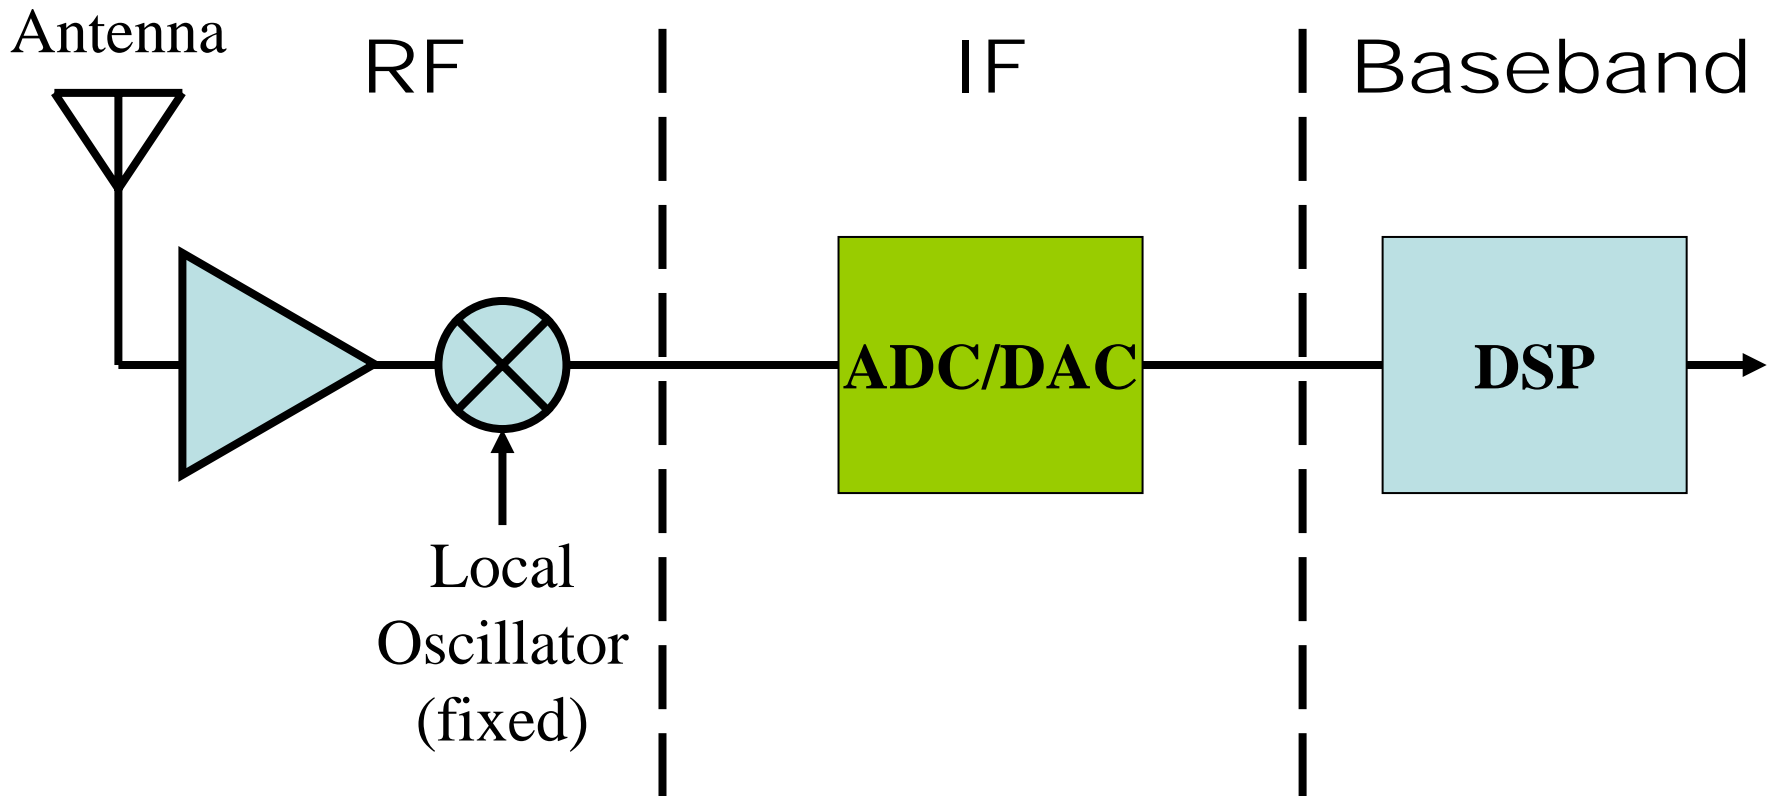 Antenna
RF
IF
Baseband
ADC/DAC
DSP
Local
Oscillator
(fixed)